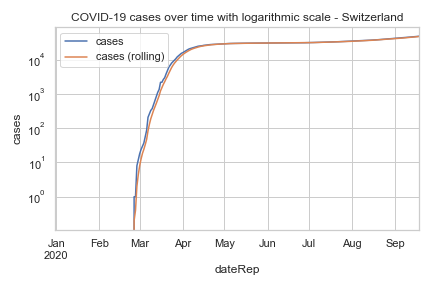 COVID-19 cases over time with logarithmic scale - Switzerland
cases
cases (rolling)
10^4
10^3
10^2
10^1
10^0
cases
Jan Feb Mar Apr May Jun Jul Aug Sep
2020
dateRep